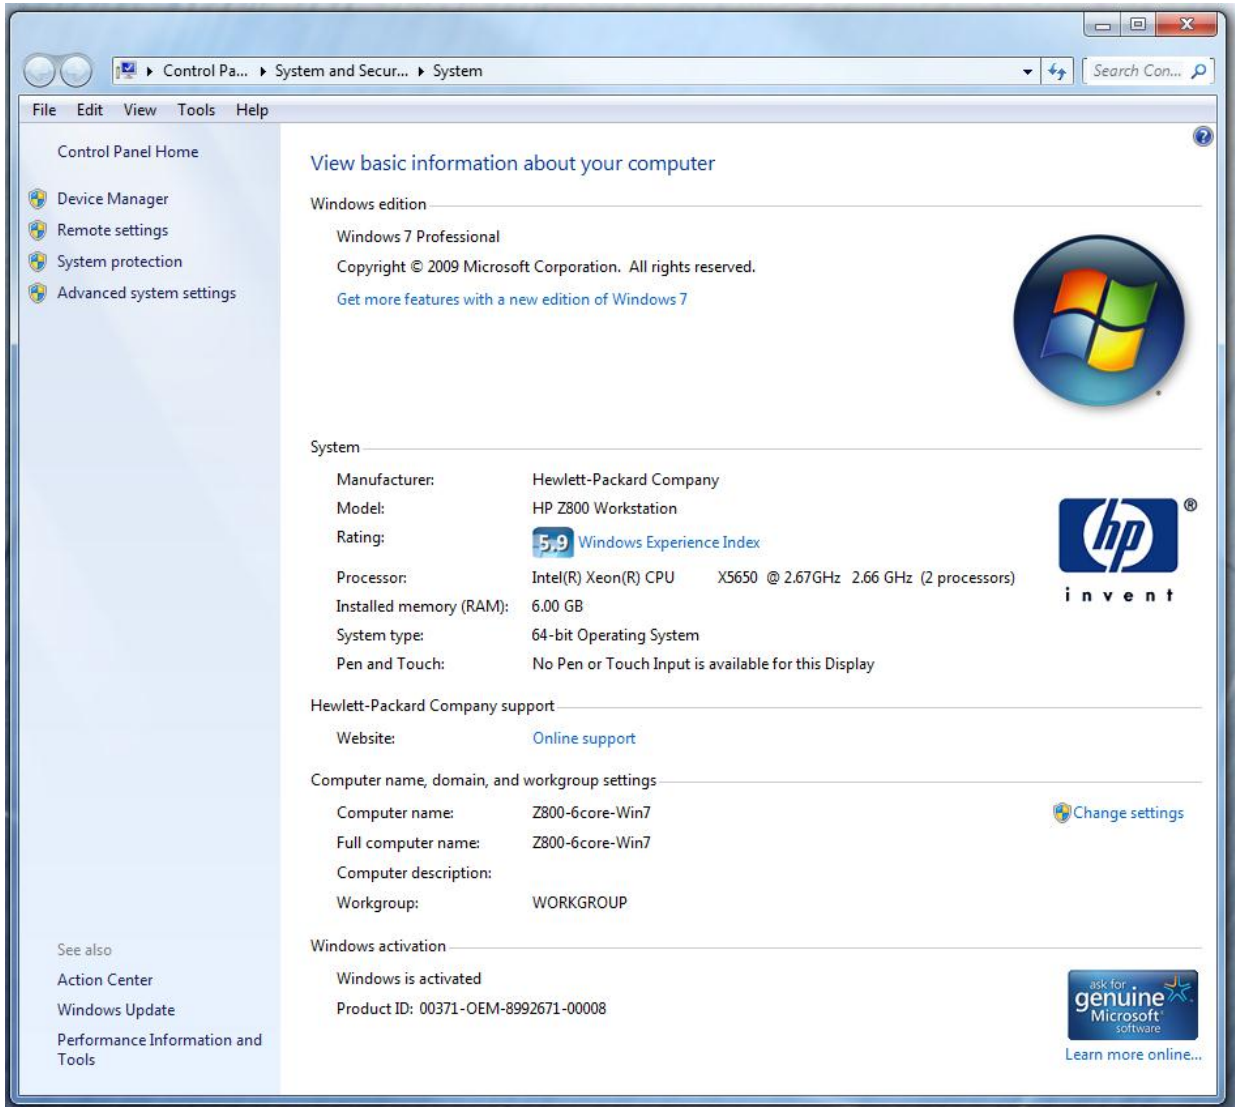 Control Pa... System and Secur... System
Search Con...
File Edit View Tools Help
Control Panel Home
Device Manager
Remote settings
System protection
Advanced system settings
See also
Action Center
Windows Update
Performance Information and
Tools
View basic information about your computer
Windows edition
Windows 7 Professional
Copyright © 2009 Microsoft Corporation. All rights reserved.
Get more features with a new edition of Windows 7
System
Manufacturer: Hewlett-Packard Company
Model: HP Z800 Workstation
Rating: 5,9 Windows Experience Index
Processor: Intel(R) Xeon(R) CPU X5650 @ 2.67GHz 2.66 GHz (2 processors)
Installed memory (RAM): 6.00 GB
System type: 64-bit Operating System
Pen and Touch: No Pen or Touch Input is available for this Display
hp ®
invent
Hewlett-Packard Company support
Website: Online support
Computer name, domain, and workgroup settings
Computer name: Z800-6core-Win7
Change settings
Full computer name: Z800-6core-Win7
Computer description:
Workgroup: WORKGROUP
Windows activation
Windows is activated
Product ID: 00371-OEM-8992671-00008
ask for
genuine
Microsoft
software
Learn more online...